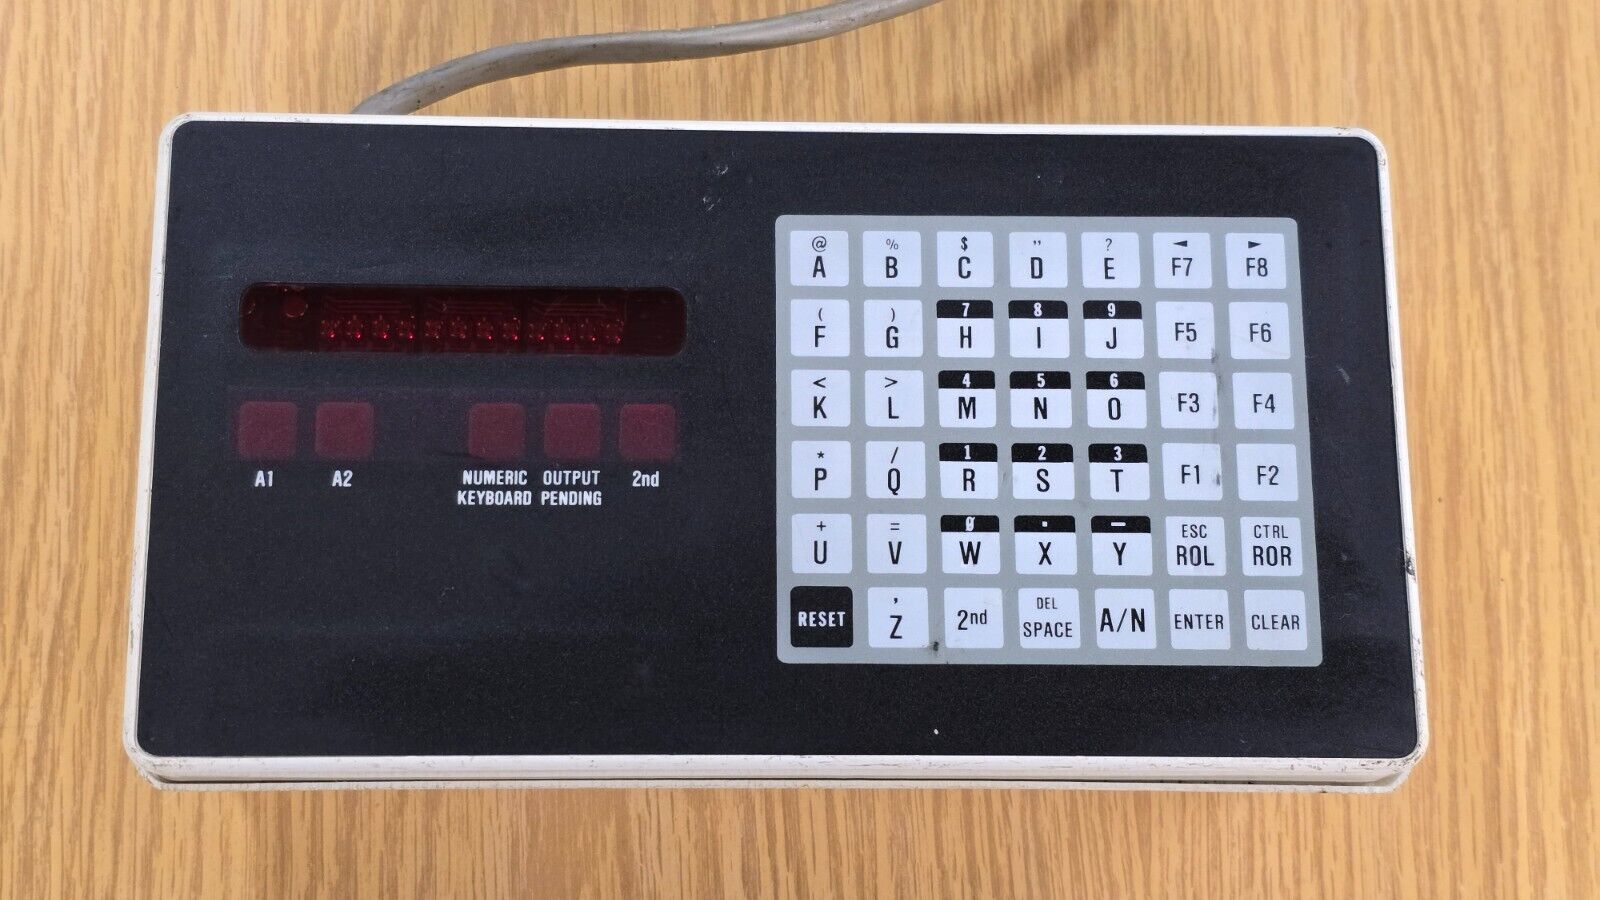 A1 A2 NUMERIC KEYBOARD OUTPUT PENDING 2nd
@ % $ " ? ◄ ►
A B C D E F7 F8
( ) 7 8 9
F G H I J F5 F6
< > 4 5 6
K L M N O F3 F4
* / 1 2 3
P Q R S T F1 F2
+ = 0 . — ESC CTRL
U V W X Y ROL ROR
, DEL
RESET Z 2nd SPACE A/N ENTER CLEAR